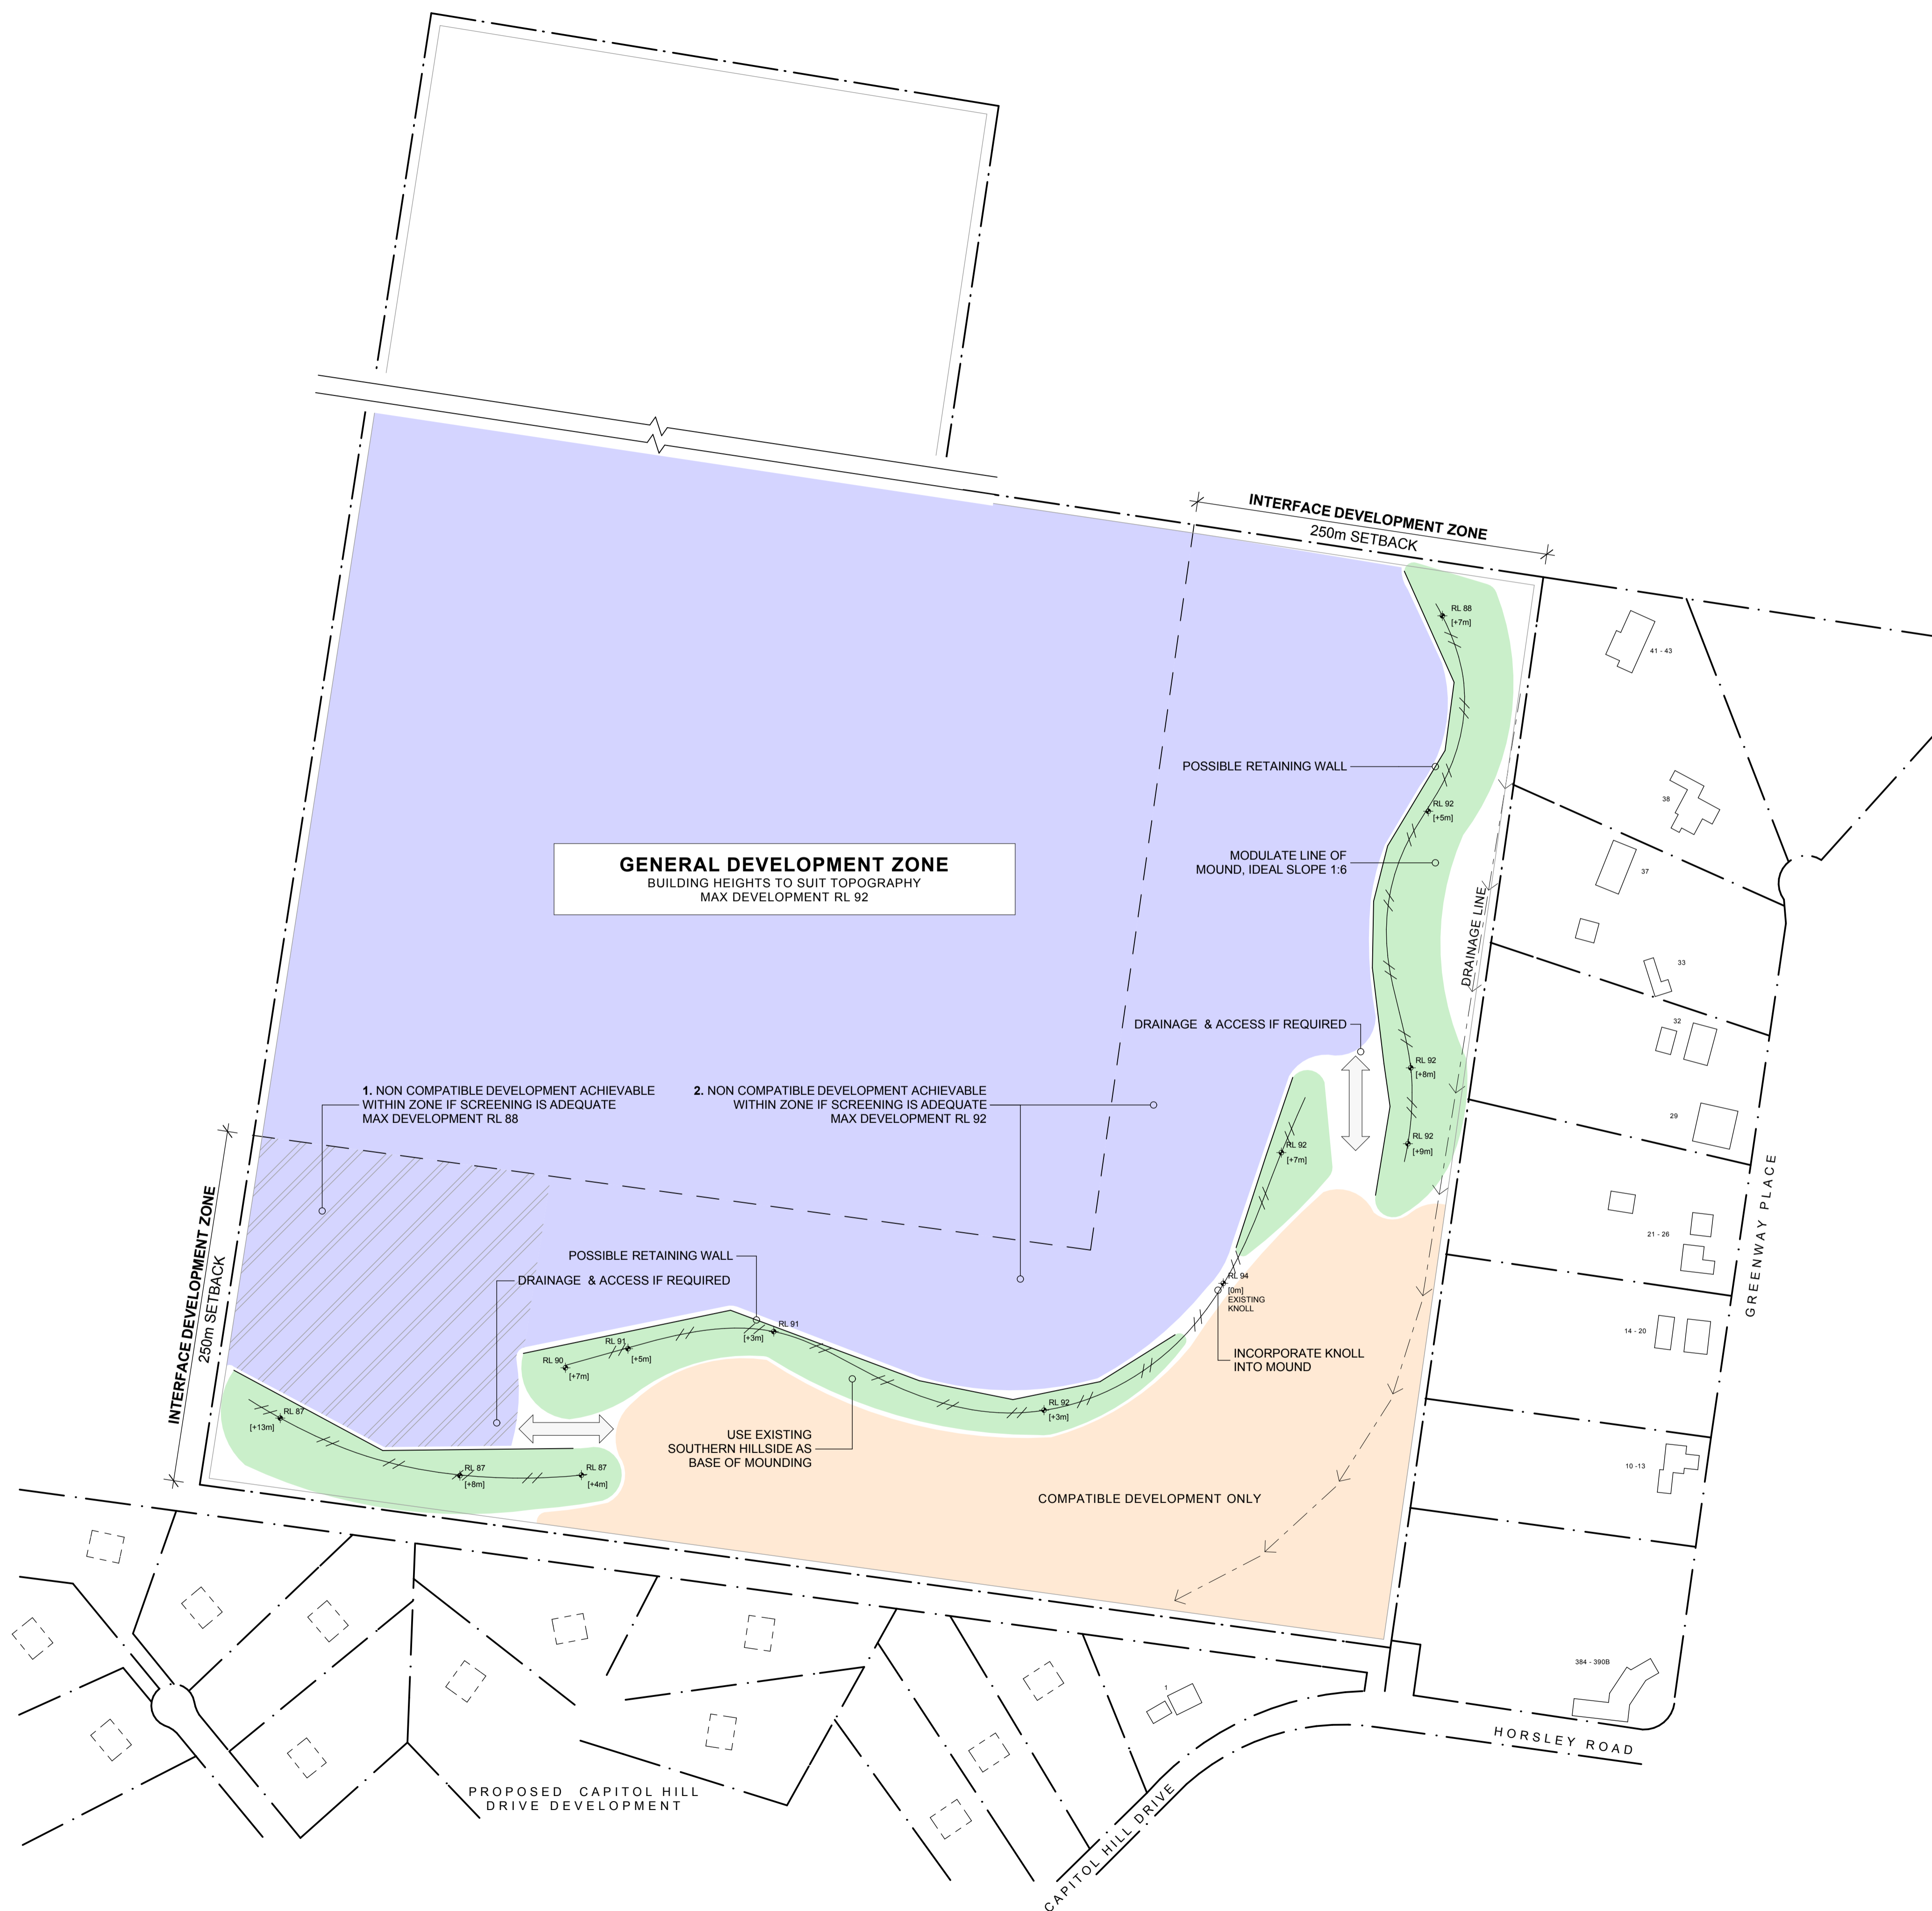 INTERFACE DEVELOPMENT ZONE
250m SETBACK
RL 88
[+7m]
41 - 43
POSSIBLE RETAINING WALL
38
RL 92
[+5m]
GENERAL DEVELOPMENT ZONE
BUILDING HEIGHTS TO SUIT TOPOGRAPHY
MAX DEVELOPMENT RL 92
MODULATE LINE OF
MOUND, IDEAL SLOPE 1:6
37
DRAINAGE LINE
33
DRAINAGE & ACCESS IF REQUIRED
32
RL 92
[+8m]
1. NON COMPATIBLE DEVELOPMENT ACHIEVABLE
WITHIN ZONE IF SCREENING IS ADEQUATE
MAX DEVELOPMENT RL 88
2. NON COMPATIBLE DEVELOPMENT ACHIEVABLE
WITHIN ZONE IF SCREENING IS ADEQUATE
MAX DEVELOPMENT RL 92
29
RL 92
[+7m]
RL 92
[+9m]
GREENWAY PLACE
INTERFACE DEVELOPMENT ZONE
250m SETBACK
21 - 26
POSSIBLE RETAINING WALL
DRAINAGE & ACCESS IF REQUIRED
RL 94
[0m]
EXISTING
KNOLL
RL 91
[+3m]
RL 91
[+5m]
RL 90
[+7m]
14 - 20
INCORPORATE KNOLL
INTO MOUND
RL 92
[+3m]
RL 87
[+13m]
USE EXISTING
SOUTHERN HILLSIDE AS
BASE OF MOUNDING
RL 87
[+8m]
RL 87
[+4m]
10 -13
COMPATIBLE DEVELOPMENT ONLY
384 - 390B
1
HORSLEY ROAD
PROPOSED CAPITOL HILL
DRIVE DEVELOPMENT
CAPITOL HILL DRIVE